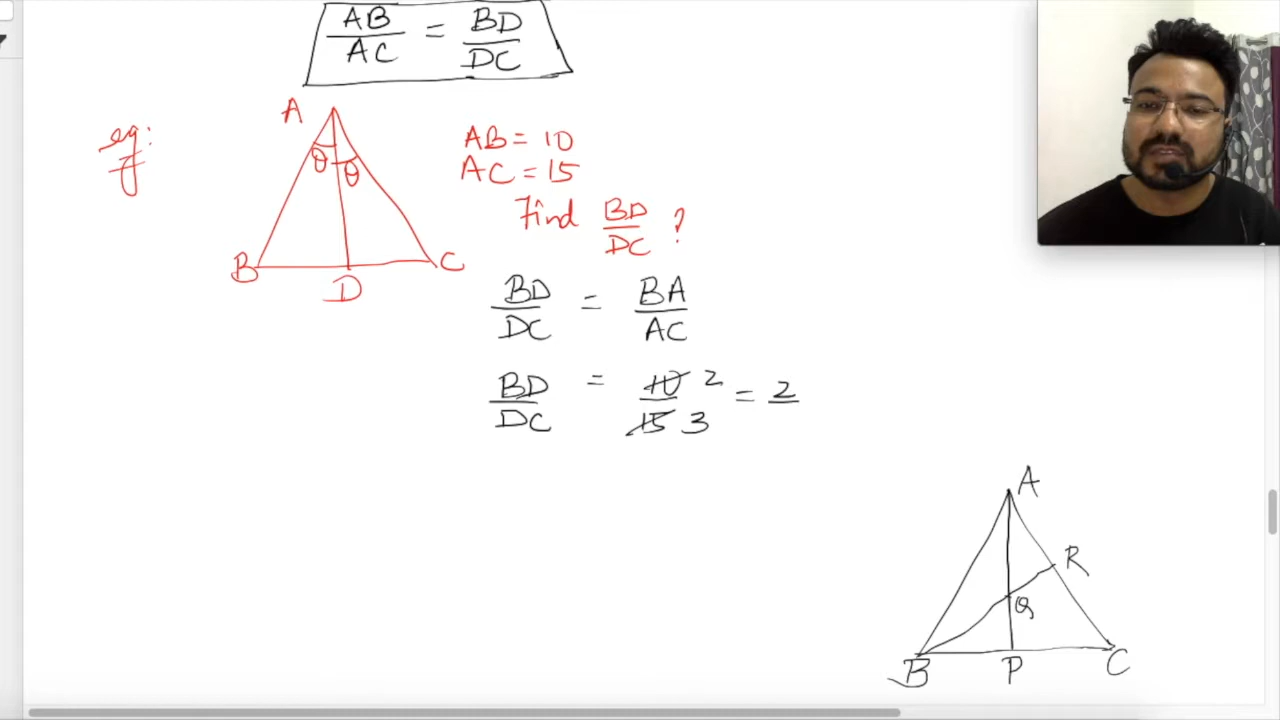 AB/AC = BD/DC
eg:
A
θ θ
B D C
AB = 10
AC = 15
Find BD/DC ?
BD/DC = BA/AC
BD/DC = 10/15 2/3 = 2
A
R
Q
B P C